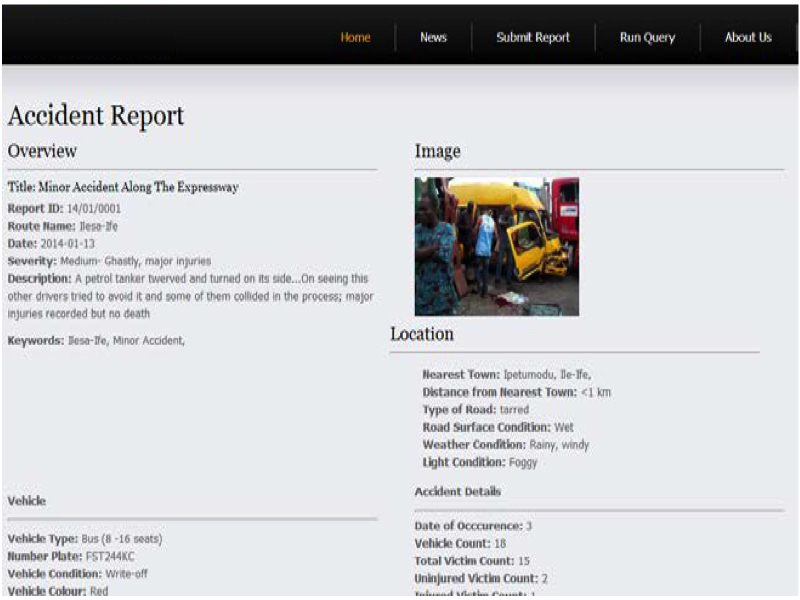 Home News Submit Report Run Query About Us
Accident Report
Overview
Title: Minor Accident Along The Expressway
Report ID: 14/01/0001
Route Name: Ilesa-Ife
Date: 2014-01-13
Severity: Medium- Ghastly, major injuries
Description: A petrol tanker twerved and turned on its side...On seeing this
other drivers tried to avoid it and some of them collided in the process; major
injuries recorded but no death
Keywords: Ilesa-Ife, Minor Accident,
Image
Location
Nearest Town: Ipetumodu, Ile-Ife,
Distance from Nearest Town: <1 km
Type of Road: tarred
Road Surface Condition: Wet
Weather Condition: Rainy, windy
Light Condition: Foggy
Vehicle
Vehicle Type: Bus (8 -16 seats)
Number Plate: FST244KC
Vehicle Condition: Write-off
Vehicle Colour: Red
Accident Details
Date of Occcurence: 3
Vehicle Count: 18
Total Victim Count: 15
Uninjured Victim Count: 2
Injured Victim Count: 1